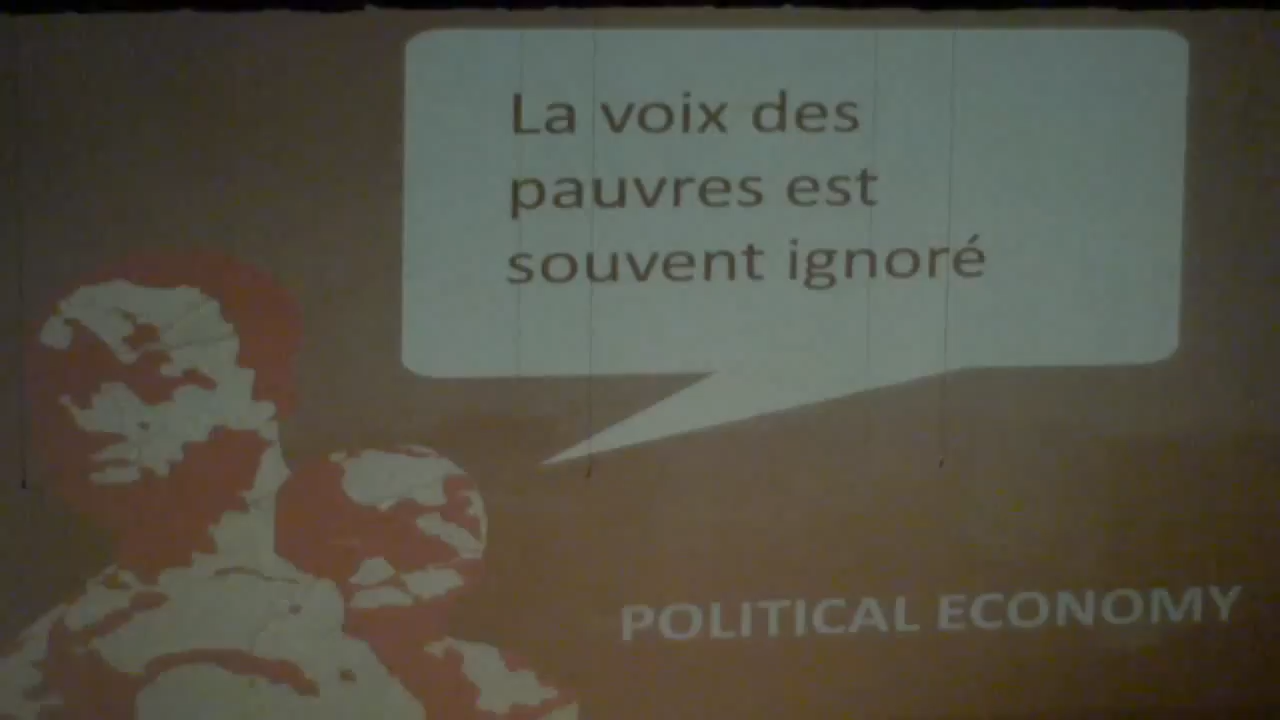 La voix des
pauvres est
souvent ignoré
POLITICAL ECONOMY